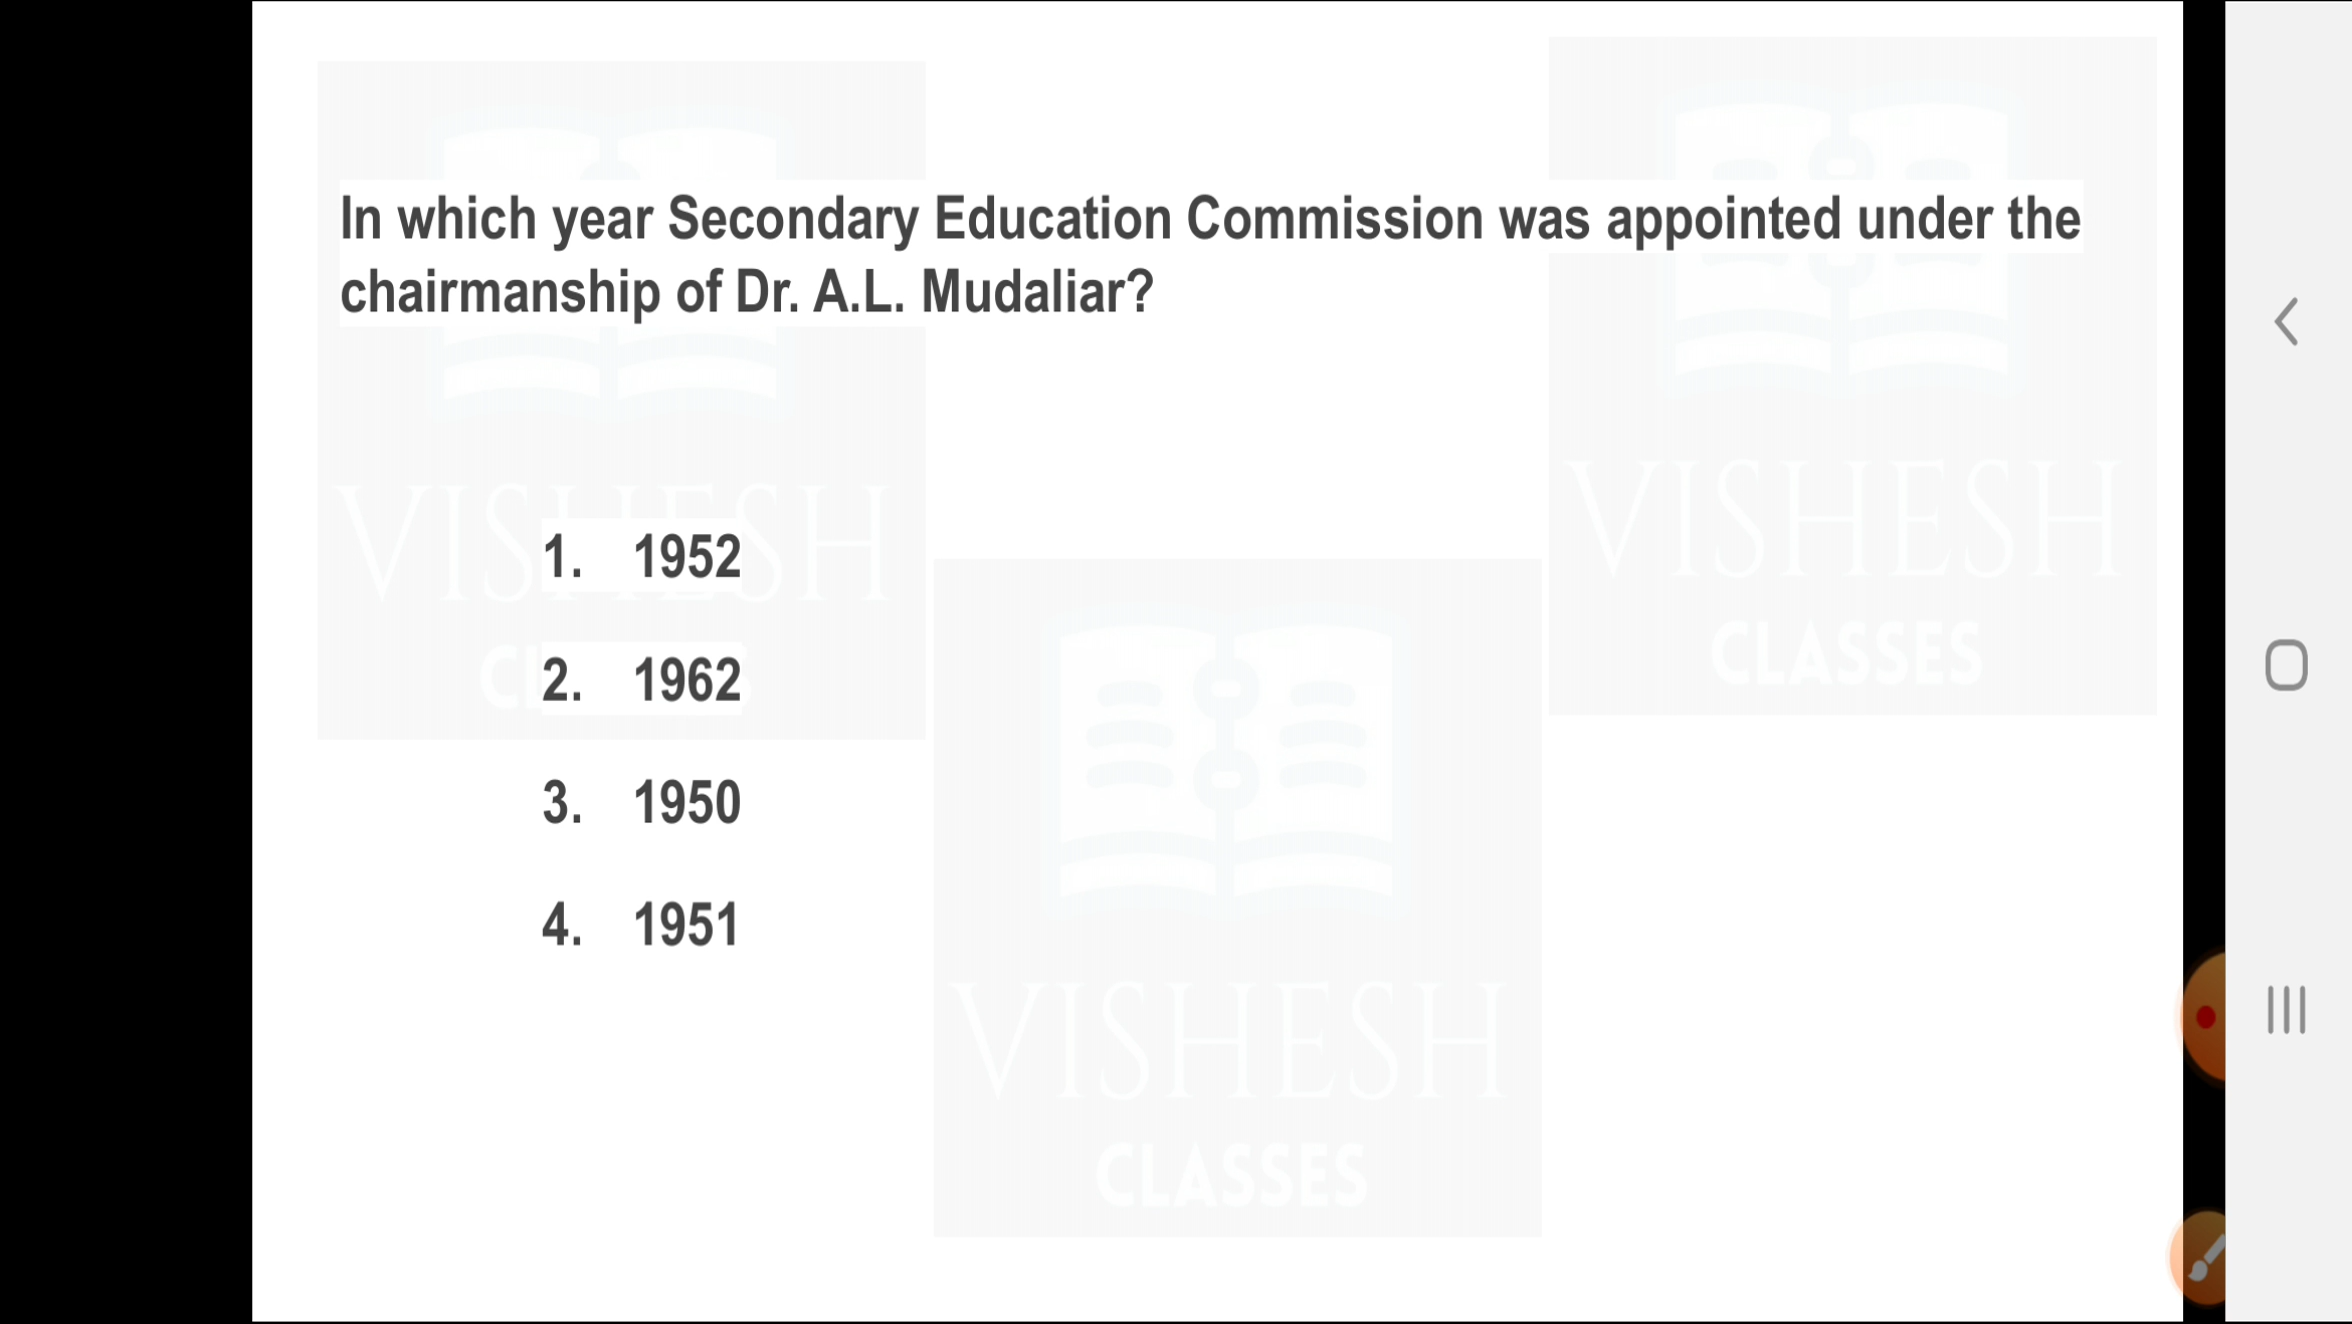 In which year Secondary Education Commission was appointed under the
chairmanship of Dr. A.L. Mudaliar?
1. 1952
2. 1962
3. 1950
4. 1951
VISHESH
CLASSES
VISHESH
CLASSES